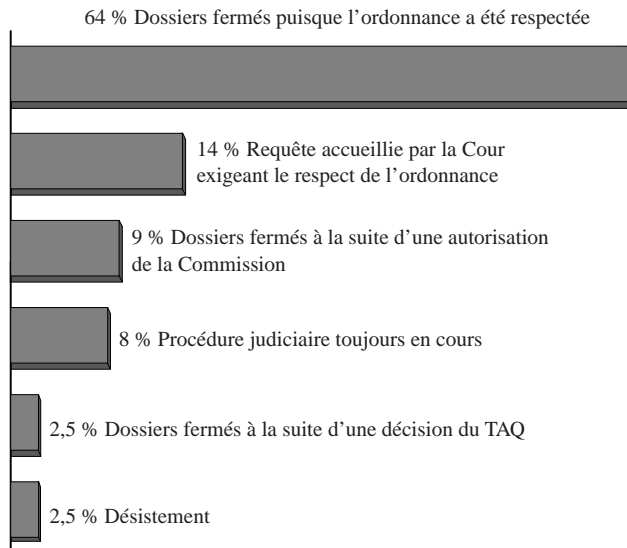 64 % Dossiers fermés puisque l’ordonnance a été respectée
14 % Requête accueillie par la Cour
exigeant le respect de l’ordonnance
9 % Dossiers fermés à la suite d’une autorisation
de la Commission
8 % Procédure judiciaire toujours en cours
2,5 % Dossiers fermés à la suite d’une décision du TAQ
2,5 % Désistement